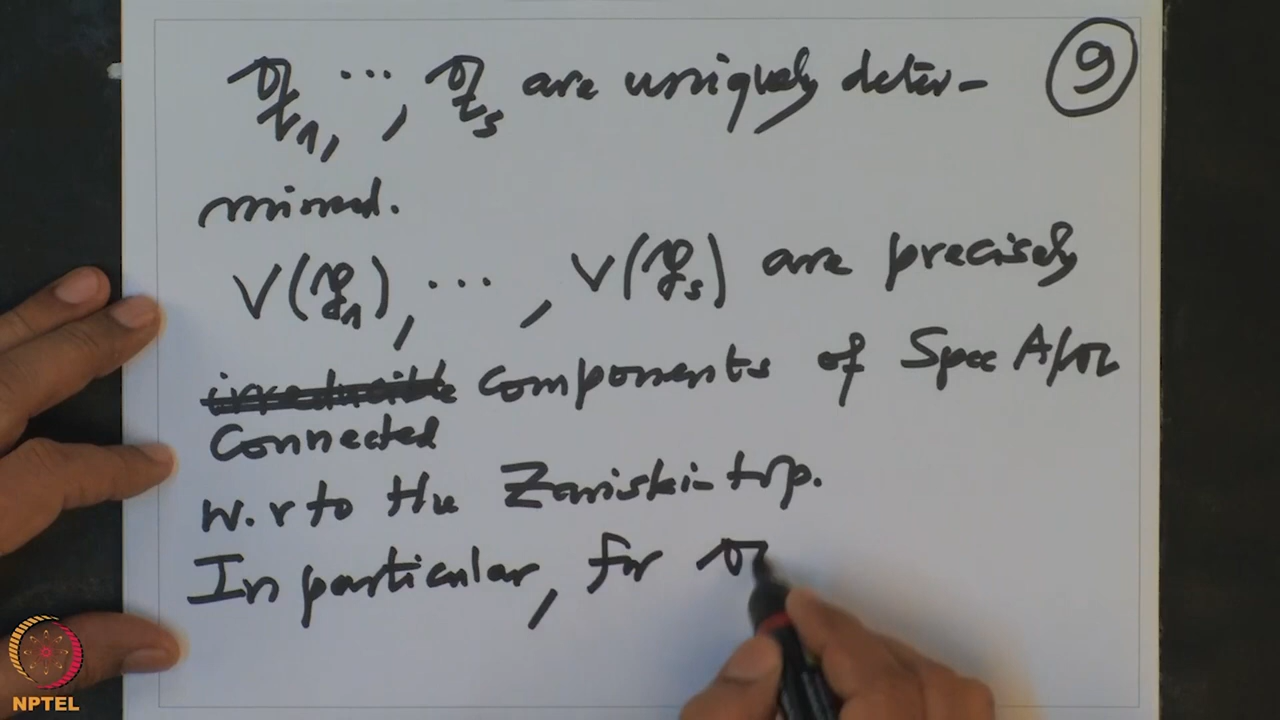 𝔮₁, ..., 𝔮ₛ are uniquely deter-
9
mined.
V(𝔮₁), ..., V(𝔮ₛ) are precisely
irreducible components of Spec A/𝔞
connected
w.r to the Zariski-top.
In particular, for
NPTEL